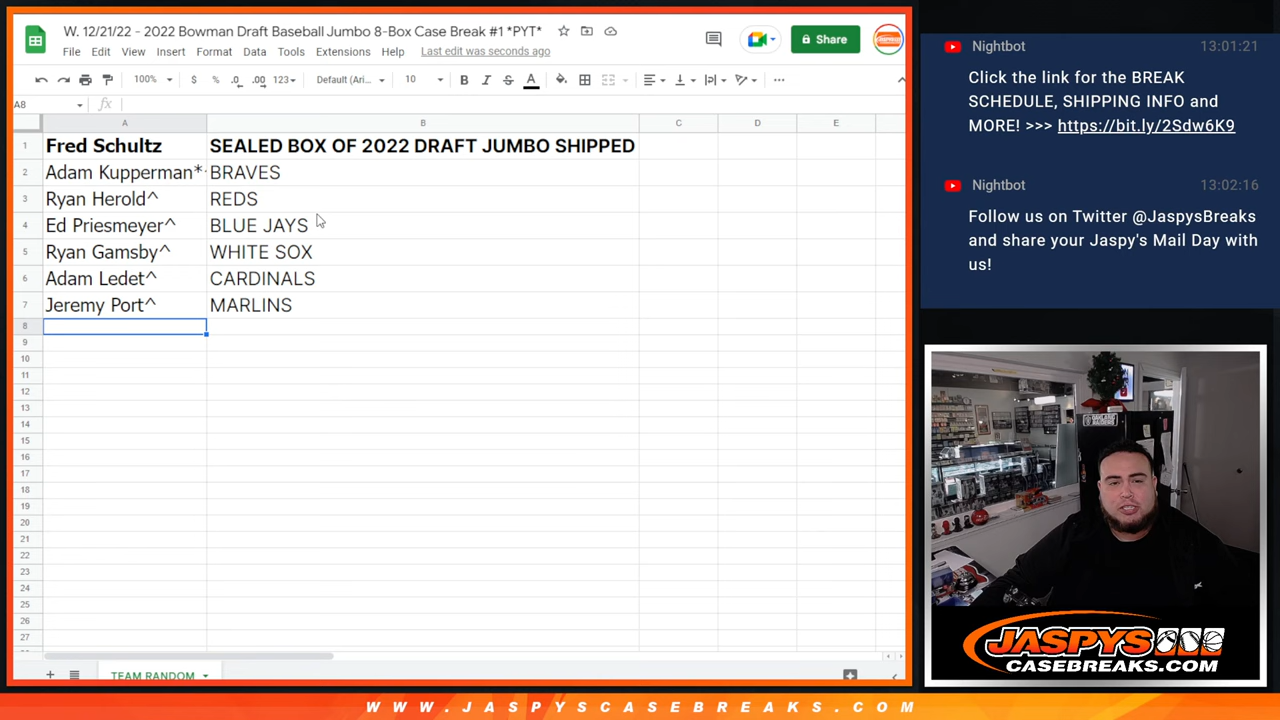 W. 12/21/22 - 2022 Bowman Draft Baseball Jumbo 8-Box Case Break #1 *PYT*
File Edit View Insert Format Data Tools Extensions Help Last edit was seconds ago
Share
100% $ % .0 .00 123 Default (Ari... 10 B I S A
A8 fx
A B C D E
1 Fred Schultz SEALED BOX OF 2022 DRAFT JUMBO SHIPPED
2 Adam Kupperman* BRAVES
3 Ryan Herold^ REDS
4 Ed Priesmeyer^ BLUE JAYS
5 Ryan Gamsby^ WHITE SOX
6 Adam Ledet^ CARDINALS
7 Jeremy Port^ MARLINS
8
9
10
11
12
13
14
15
16
17
18
19
20
21
22
23
24
25
26
27
TEAM RANDOM
Nightbot 13:01:21
Click the link for the BREAK
SCHEDULE, SHIPPING INFO and
MORE! >>> https://bit.ly/2Sdw6K9
Nightbot 13:02:16
Follow us on Twitter @JaspysBreaks
and share your Jaspy's Mail Day with
us!
JASPYS
CASEBREAKS.COM
WWW.JASPYSCASEBREAKS.COM